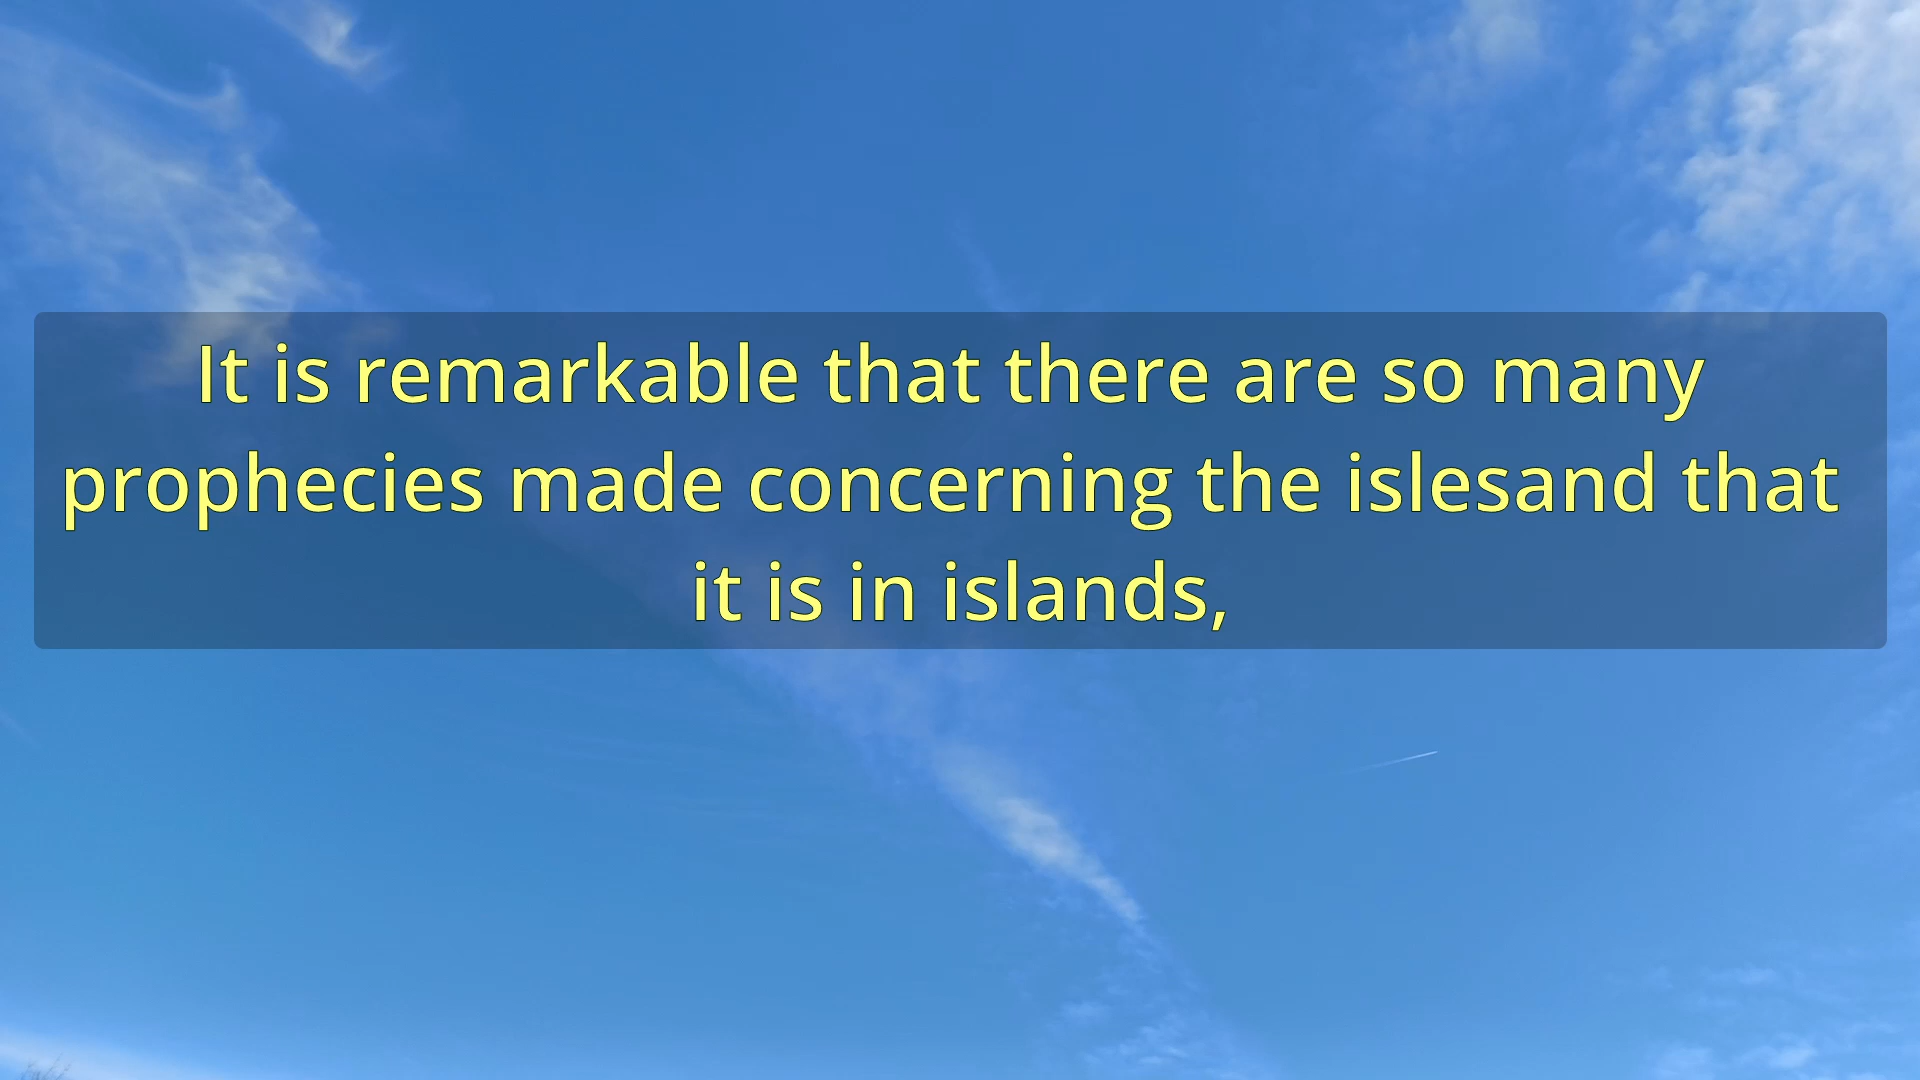 It is remarkable that there are so many
prophecies made concerning the islesand that
it is in islands,